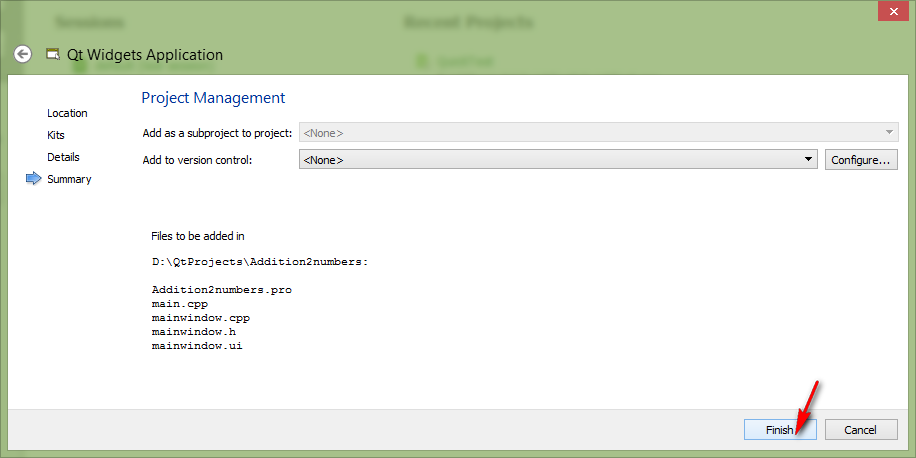 Sessions
Recent Projects
Qt Widgets Application
Project Management
Location
Kits
Details
Summary
Add as a subproject to project: <None>
Add to version control: <None> Configure...
Files to be added in
D:\QtProjects\Addition2numbers:
Addition2numbers.pro
main.cpp
mainwindow.cpp
mainwindow.h
mainwindow.ui
Finish Cancel